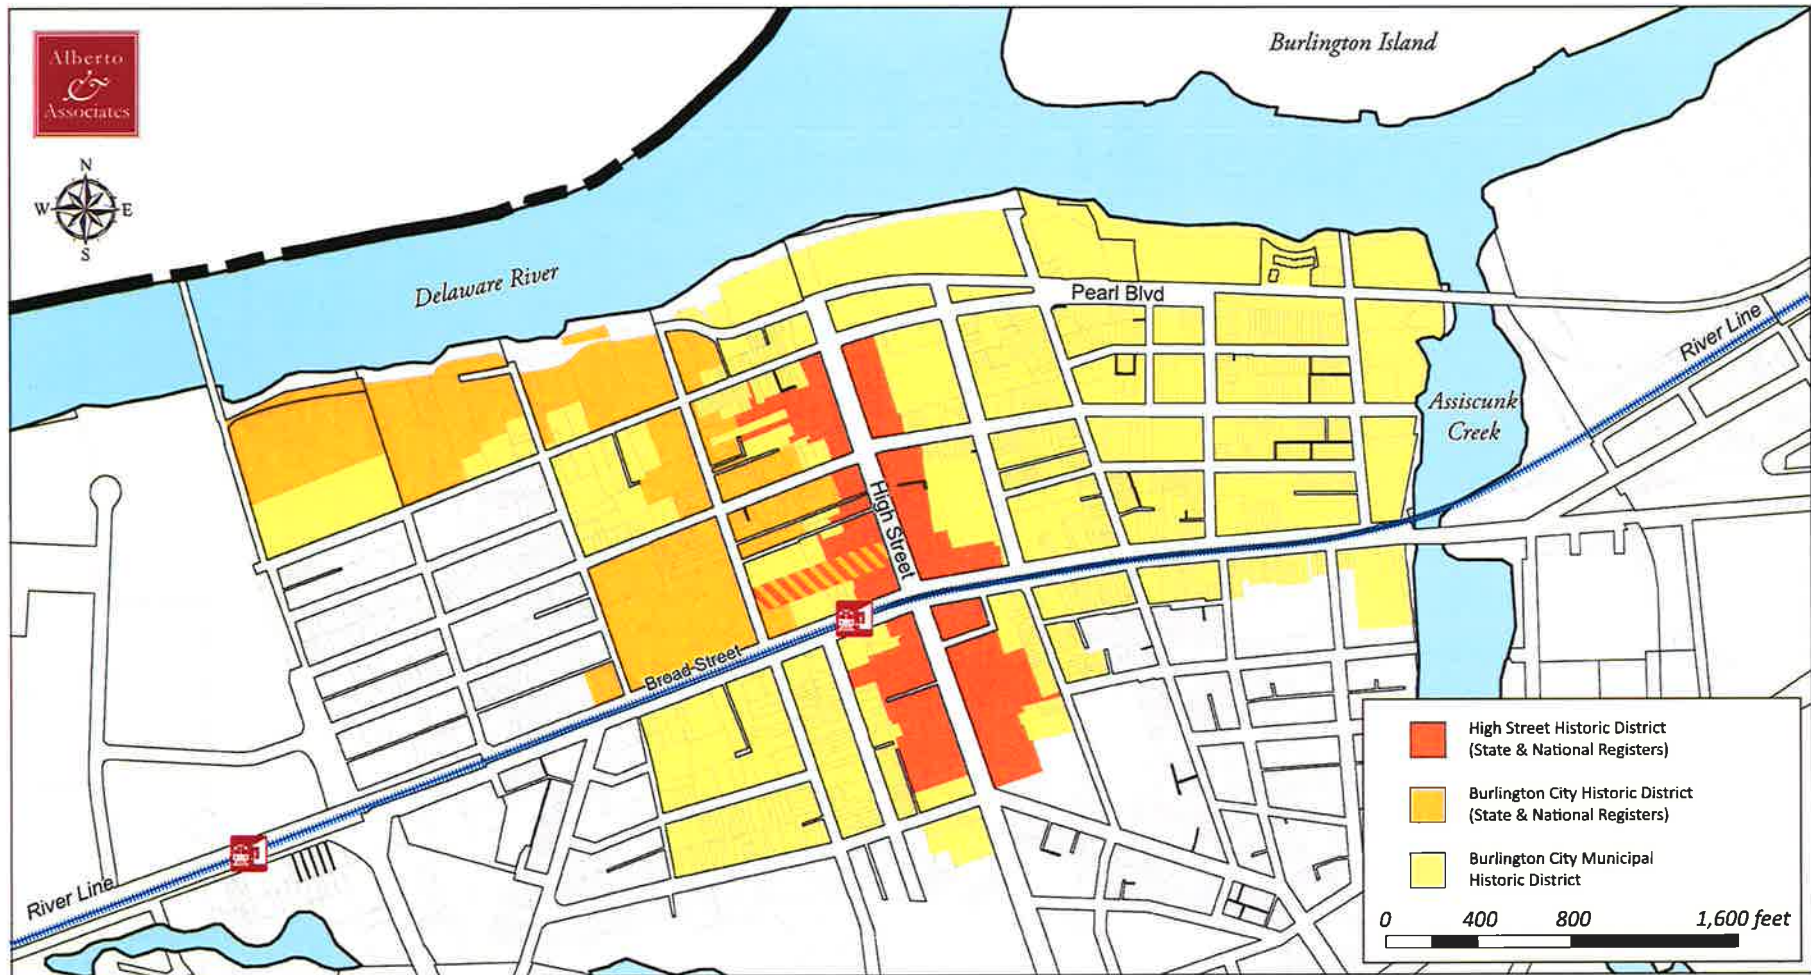 Alberto
&
Associates
N
W E
S
Burlington Island
Delaware River
Pearl Blvd
River Line
Assiscunk
Creek
High Street
Broad Street
River Line
High Street Historic District
(State & National Registers)
Burlington City Historic District
(State & National Registers)
Burlington City Municipal
Historic District
0 400 800 1,600 feet